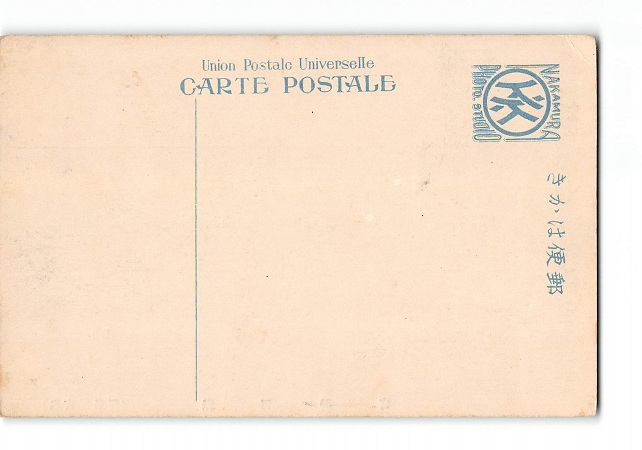 Union Postale Universelle
CARTE POSTALE
NAKAMURA
PHOTO. STUDIO
きかは便郵